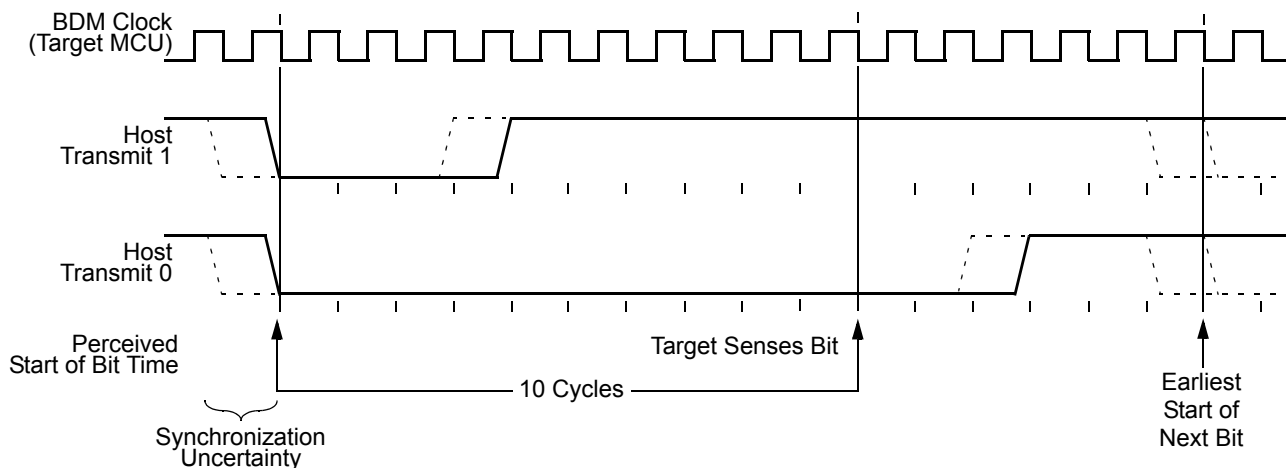 BDM Clock
(Target MCU)
Host
Transmit 1
Host
Transmit 0
Perceived
Start of Bit Time
Target Senses Bit
10 Cycles
Earliest
Start of
Next Bit
Synchronization
Uncertainty